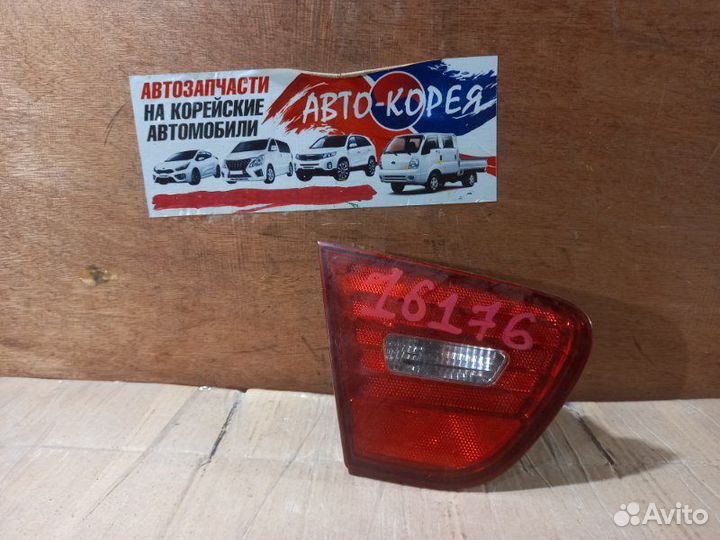 АВТОЗАПЧАСТИ
НА КОРЕЙСКИЕ
АВТОМОБИЛИ
АВТО-КОРЕЯ
16176
Avito